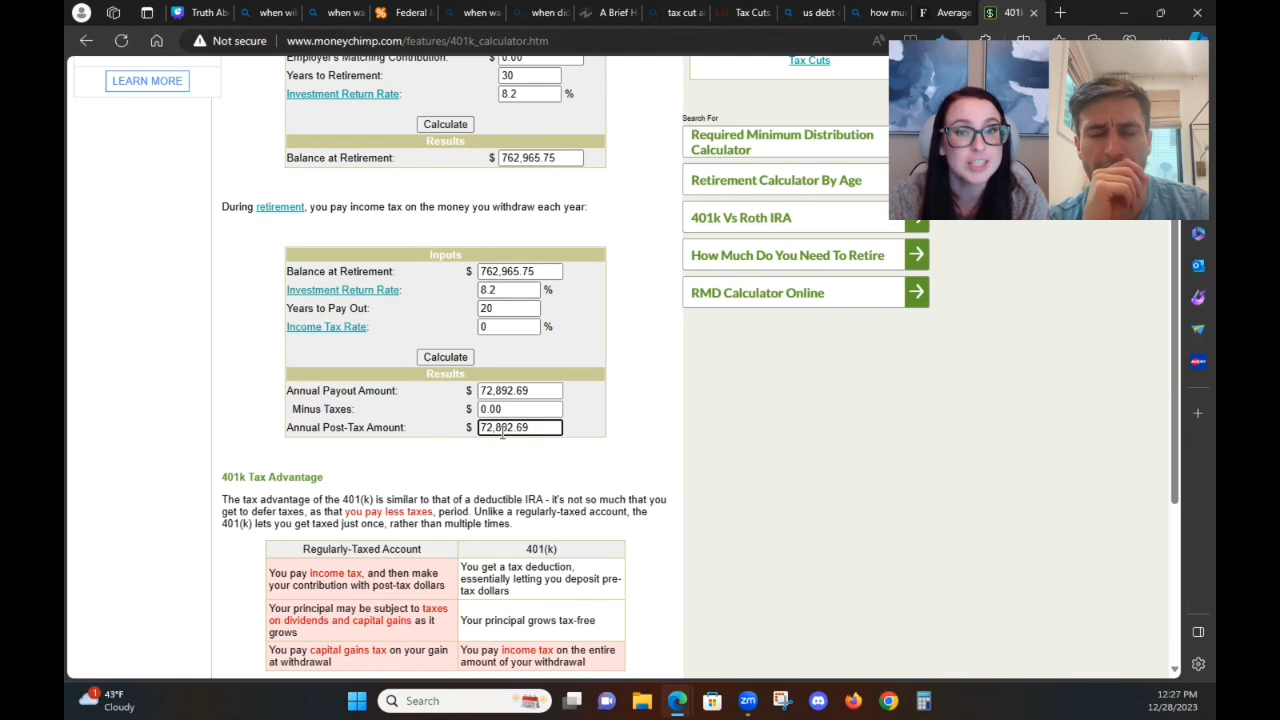 Truth Ab
when wil
when wa
Federal I
when wa
when did
A Brief H
tax cut a
Tax Cuts
us debt
how mu
Average
401
Not secure
www.moneychimp.com/features/401k_calculator.htm
LEARN MORE
Employer's Matching Contribution: $ 0.00
Years to Retirement: 30
Investment Return Rate: 8.2 %
Calculate
Results
Balance at Retirement: $ 762,965.75
During retirement, you pay income tax on the money you withdraw each year:
Inputs
Balance at Retirement: $ 762,965.75
Investment Return Rate: 8.2 %
Years to Pay Out: 20
Income Tax Rate: 0 %
Calculate
Results
Annual Payout Amount: $ 72,892.69
Minus Taxes: $ 0.00
Annual Post-Tax Amount: $ 72,892.69
401k Tax Advantage
The tax advantage of the 401(k) is similar to that of a deductible IRA - it's not so much that you
get to defer taxes, as that you pay less taxes, period. Unlike a regularly-taxed account, the
401(k) lets you get taxed just once, rather than multiple times.
Regularly-Taxed Account
401(k)
You pay income tax, and then make
your contribution with post-tax dollars
You get a tax deduction,
essentially letting you deposit pre-
tax dollars
Your principal may be subject to taxes
on dividends and capital gains as it
grows
Your principal grows tax-free
You pay capital gains tax on your gain
at withdrawal
You pay income tax on the entire
amount of your withdrawal
Tax Cuts
Search For
Required Minimum Distribution
Calculator
Retirement Calculator By Age
401k Vs Roth IRA
How Much Do You Need To Retire
RMD Calculator Online
1
43°F
Cloudy
Search
12:27 PM
12/28/2023